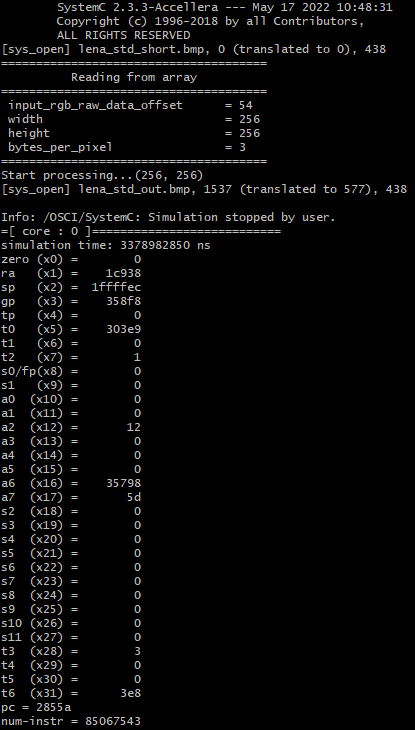 SystemC 2.3.3-Accellera --- May 17 2022 10:48:31
Copyright (c) 1996-2018 by all Contributors,
ALL RIGHTS RESERVED
[sys_open] lena_std_short.bmp, 0 (translated to 0), 438
======================================
Reading from array
======================================
input_rgb_raw_data_offset = 54
width = 256
height = 256
bytes_per_pixel = 3
======================================
Start processing...(256, 256)
[sys_open] lena_std_out.bmp, 1537 (translated to 577), 438
Info: /OSCI/SystemC: Simulation stopped by user.
=[ core : 0 ]===========================
simulation time: 3378982850 ns
zero (x0) = 0
ra (x1) = 1c938
sp (x2) = 1ffffec
gp (x3) = 358f8
tp (x4) = 0
t0 (x5) = 303e9
t1 (x6) = 0
t2 (x7) = 1
s0/fp(x8) = 0
s1 (x9) = 0
a0 (x10) = 0
a1 (x11) = 0
a2 (x12) = 12
a3 (x13) = 0
a4 (x14) = 0
a5 (x15) = 0
a6 (x16) = 35798
a7 (x17) = 5d
s2 (x18) = 0
s3 (x19) = 0
s4 (x20) = 0
s5 (x21) = 0
s6 (x22) = 0
s7 (x23) = 0
s8 (x24) = 0
s9 (x25) = 0
s10 (x26) = 0
s11 (x27) = 0
t3 (x28) = 3
t4 (x29) = 0
t5 (x30) = 0
t6 (x31) = 3e8
pc = 2855a
num-instr = 85067543